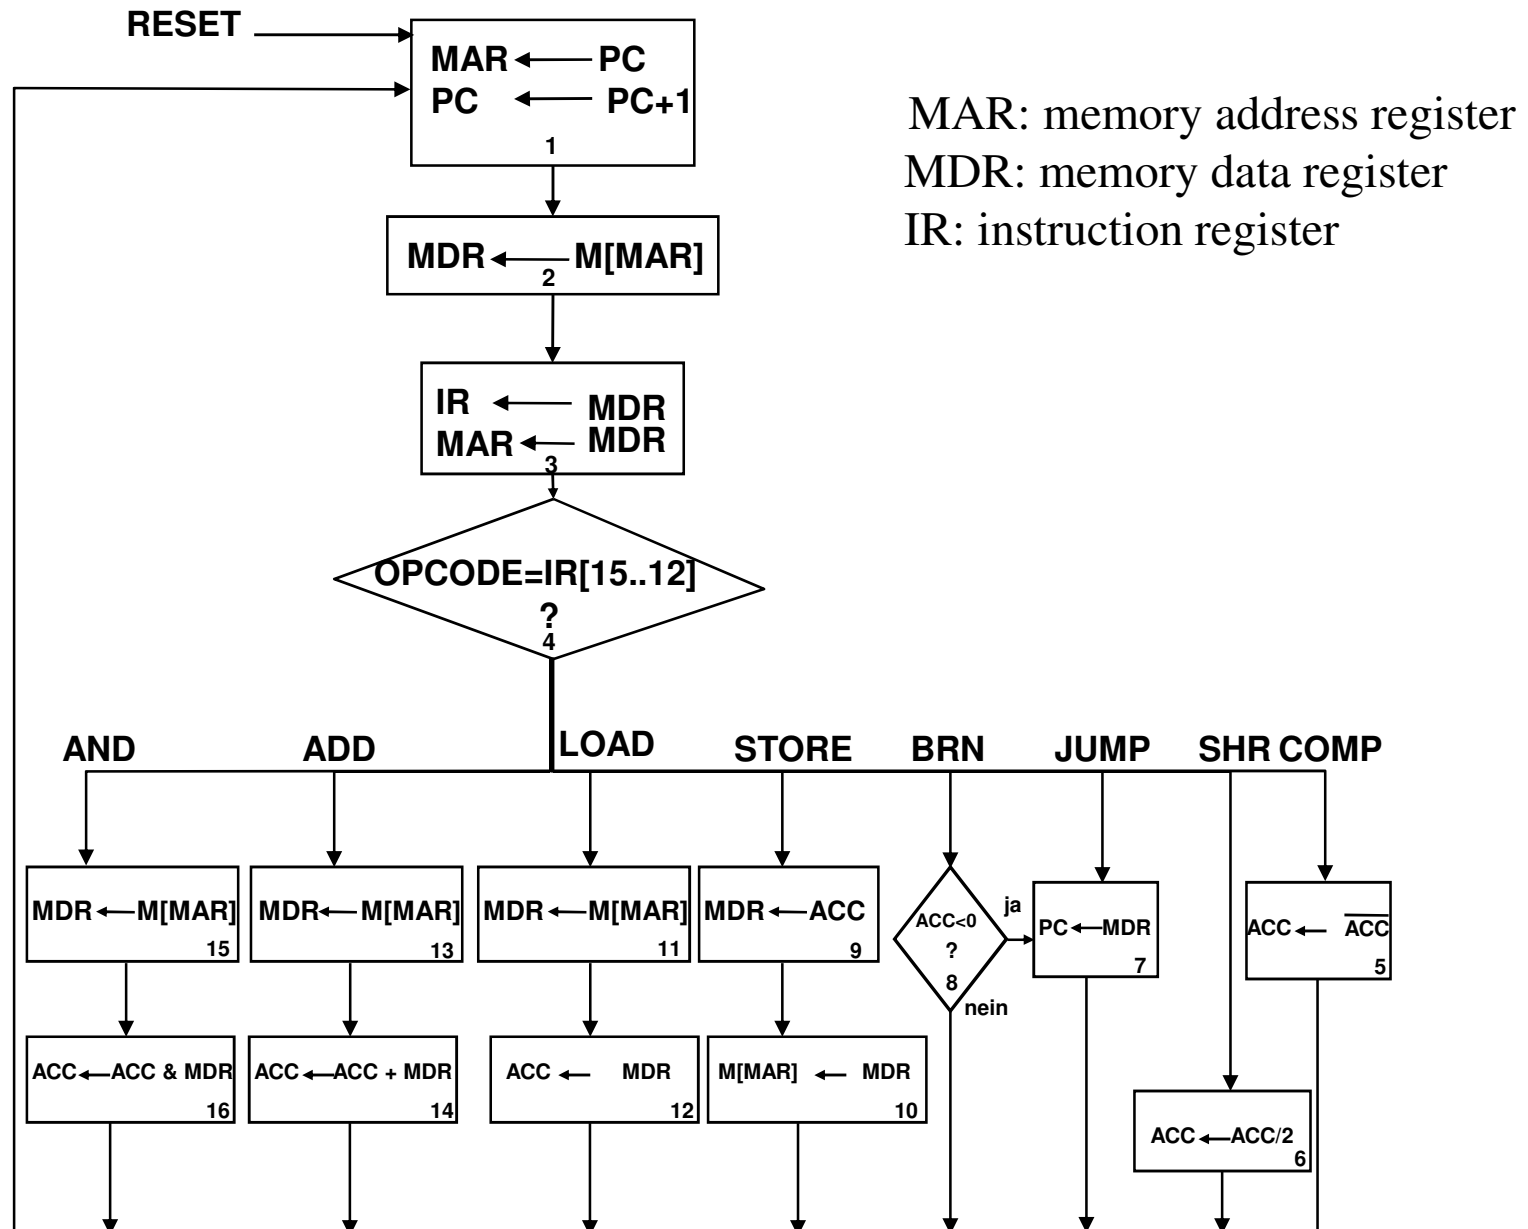 RESET
MAR PC
PC PC+1
1
MAR: memory address register
MDR: memory data register
IR: instruction register
MDR M[MAR]
2
IR MDR
MAR MDR
3
OPCODE=IR[15..12]
?
4
AND ADD LOAD STORE BRN JUMP SHR COMP
MDR M[MAR]
15
MDR M[MAR]
13
MDR M[MAR]
11
MDR ACC
9
ACC<0
?
8
ja
nein
PC MDR
7
ACC A̅C̅C̅
5
ACC ACC & MDR
16
ACC ACC + MDR
14
ACC MDR
12
M[MAR] MDR
10
ACC ACC/2
6